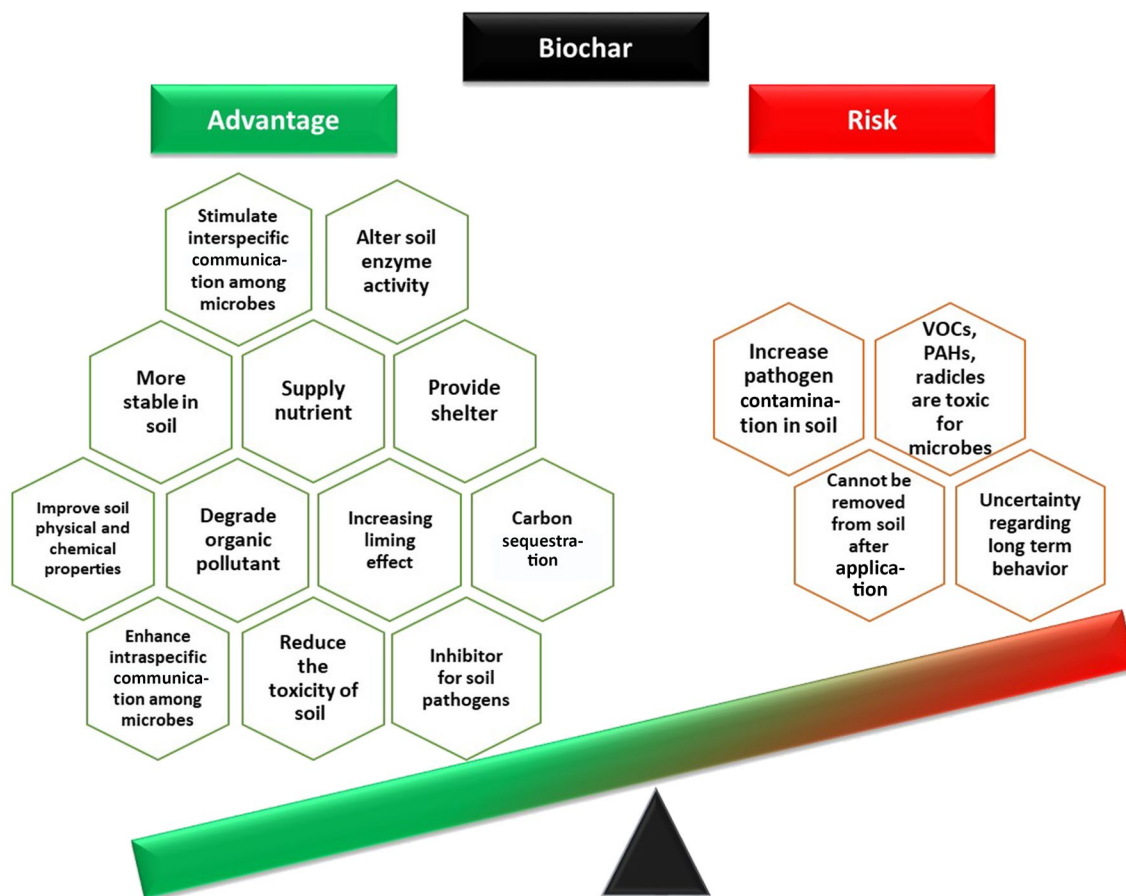 Biochar
Advantage
Risk
Stimulate
interspecific
communica-
tion among
microbes
Alter soil
enzyme
activity
More
stable in
soil
Supply
nutrient
Provide
shelter
Improve soil
physical and
chemical
properties
Degrade
organic
pollutant
Increasing
liming
effect
Carbon
sequestra-
tion
Enhance
intraspecific
communica-
tion among
microbes
Reduce
the
toxicity of
soil
Inhibitor
for soil
pathogens
Increase
pathogen
contamina-
tion in soil
VOCs,
PAHs,
radicles
are toxic
for
microbes
Cannot be
removed
from soil
after
applica-
tion
Uncertainty
regarding
long term
behavior